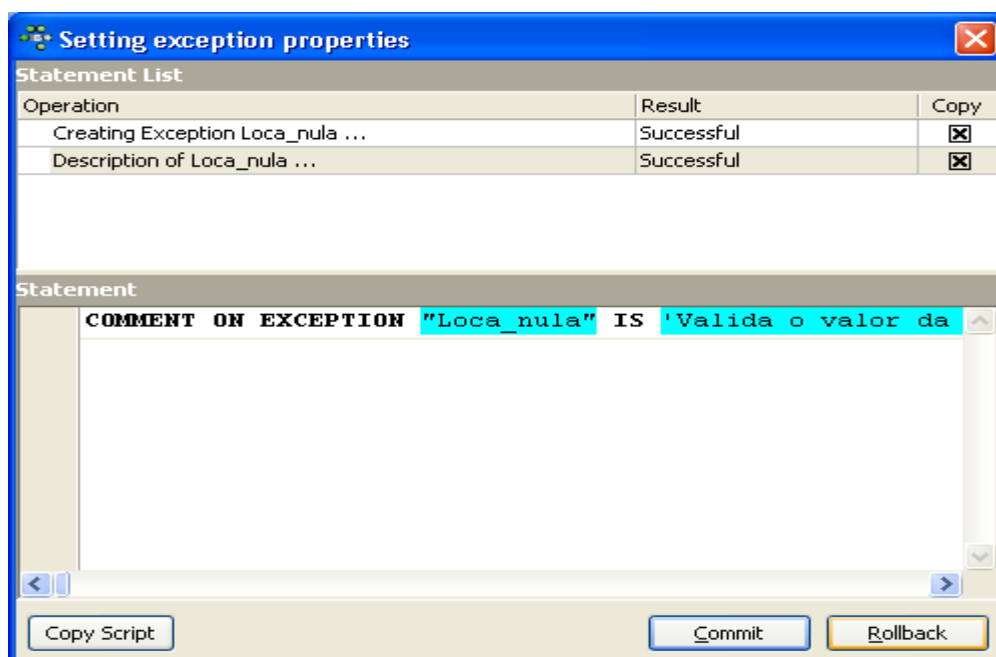 Setting exception properties
Statement List
Operation Result Copy
Creating Exception Loca_nula ... Successful
Description of Loca_nula ... Successful
Statement
COMMENT ON EXCEPTION "Loca_nula" IS 'Valida o valor da
Copy Script Commit Rollback